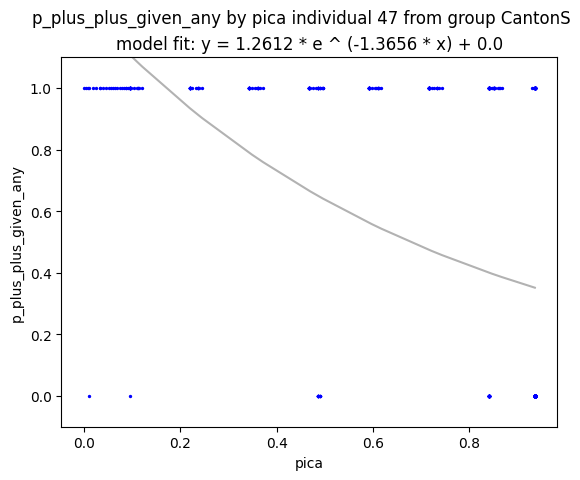 p_plus_plus_given_any by pica individual 47 from group CantonS
model fit: y = 1.2612 * e ^ (-1.3656 * x) + 0.0
p_plus_plus_given_any
1.0
0.8
0.6
0.4
0.2
0.0
0.0 0.2 0.4 0.6 0.8
pica